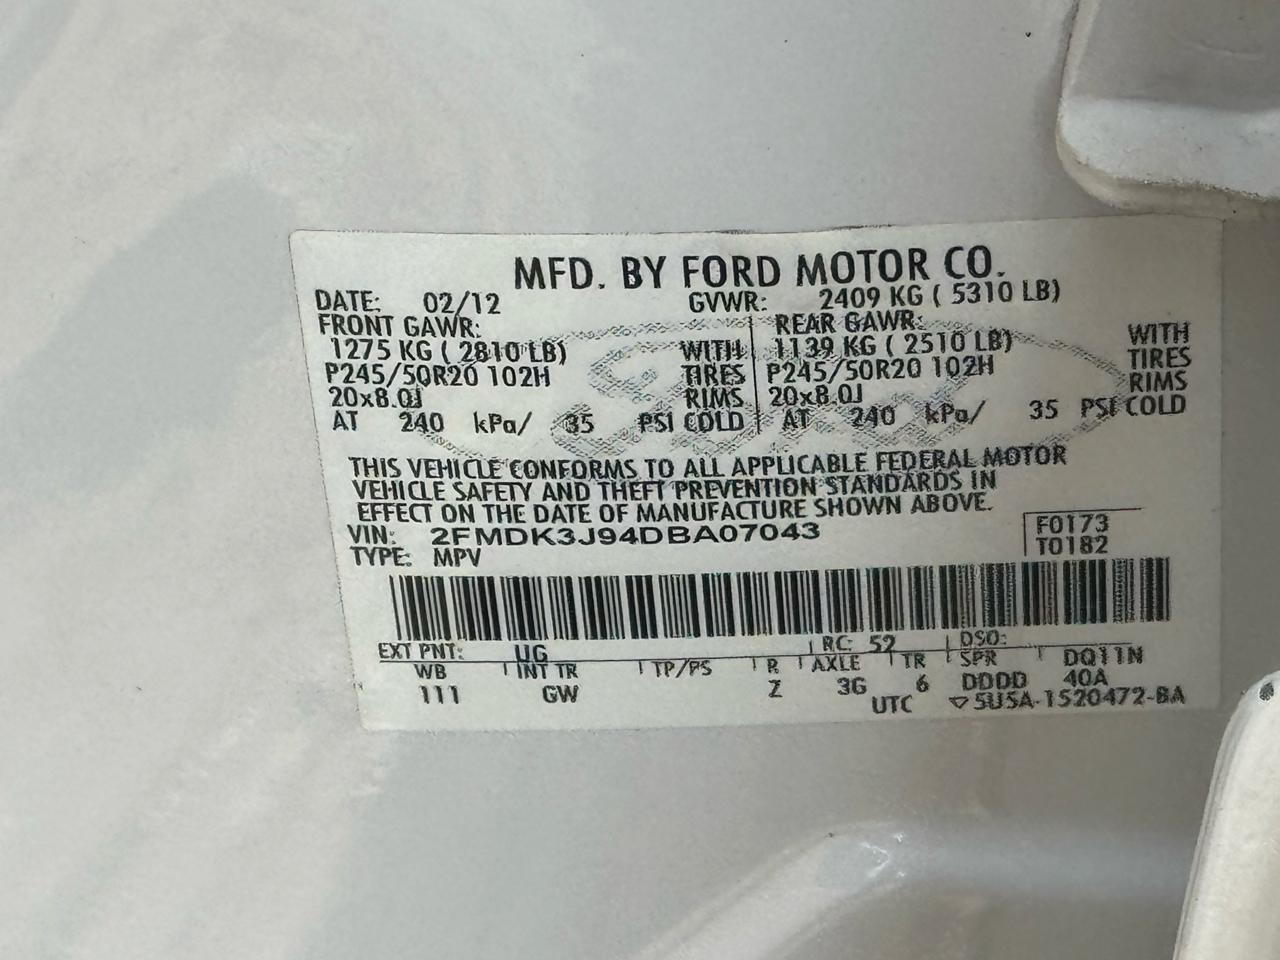 MFD. BY FORD MOTOR CO.
DATE: 02/12 GVWR: 2409 KG ( 5310 LB)
FRONT GAWR: REAR GAWR: WITH
1275 KG ( 2810 LB) WITH 1139 KG ( 2510 LB) TIRES
P245/50R20 102H TIRES P245/50R20 102H RIMS
20x8.0J RIMS 20x8.0J
AT 240 kPa/ 35 PSI COLD AT 240 kPa/ 35 PSI COLD
THIS VEHICLE CONFORMS TO ALL APPLICABLE FEDERAL MOTOR
VEHICLE SAFETY AND THEFT PREVENTION STANDARDS IN
EFFECT ON THE DATE OF MANUFACTURE SHOWN ABOVE.
VIN: 2FMDK3J94DBA07043 F0173
TYPE: MPV T0182
EXT PNT: UG RC: 52 DSO:
WB INT TR TP/PS R AXLE TR SPR DQ11N
111 GW Z 3G 6 DDDD 40A
UTC ▽5U5A-1520472-BA